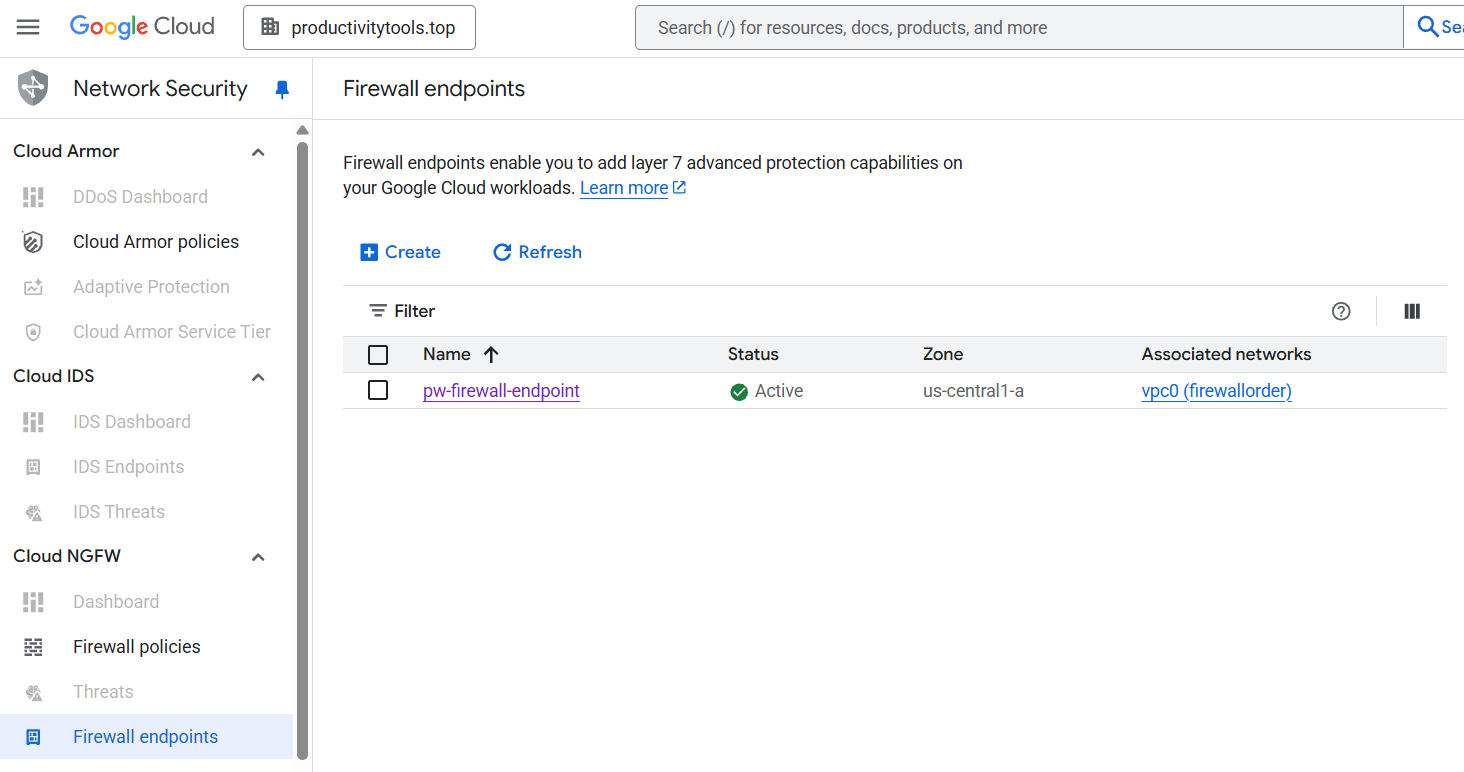 Google Cloud
productivitytools.top
Search (/) for resources, docs, products, and more
Network Security
Firewall endpoints
Cloud Armor
DDoS Dashboard
Cloud Armor policies
Adaptive Protection
Cloud Armor Service Tier
Cloud IDS
IDS Dashboard
IDS Endpoints
IDS Threats
Cloud NGFW
Dashboard
Firewall policies
Threats
Firewall endpoints
Firewall endpoints enable you to add layer 7 advanced protection capabilities on
your Google Cloud workloads. Learn more
Create Refresh
Filter
Name Status Zone Associated networks
pw-firewall-endpoint Active us-central1-a vpc0 (firewallorder)